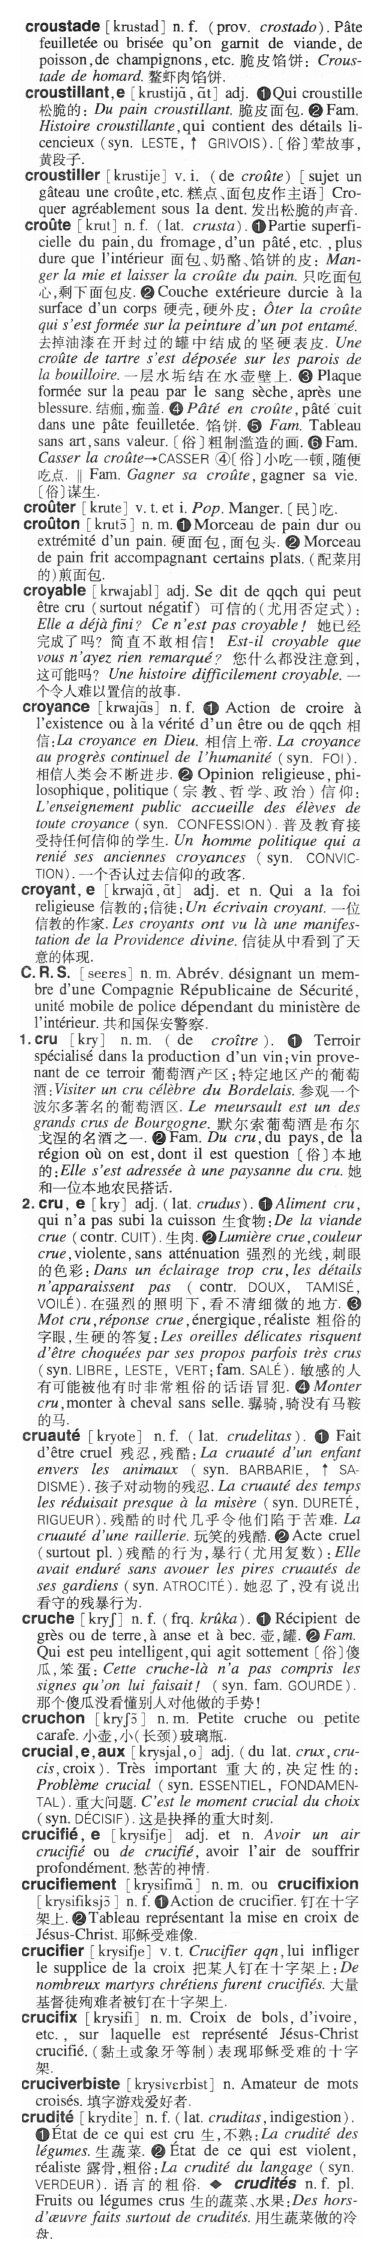 croustade [krustad] n. f. (prov. crostado). Pâte
feuilletée ou brisée qu'on garnit de viande, de
poisson, de champignons, etc. 脆皮馅饼: Crous-
tade de homard. 鳌虾肉馅饼.
croustillant, e [krustijɑ̃, ɑ̃t] adj. ❶Qui croustille
松脆的: Du pain croustillant. 脆皮面包. ❷ Fam.
Histoire croustillante, qui contient des détails li-
cencieux (syn. LESTE, ↑ GRIVOIS). 〔俗〕荤故事,
黄段子.
croustiller [krustije] v. i. (de croûte) [sujet un
gâteau une croûte, etc. 糕点、面包皮作主语] Cro-
quer agréablement sous la dent. 发出松脆的声音.
croûte [krut] n. f. (lat. crusta). ❶Partie superfi-
cielle du pain, du fromage, d'un pâté, etc. , plus
dure que l'intérieur 面包、奶酪、馅饼的皮: Man-
ger la mie et laisser la croûte du pain. 只吃面包
心,剩下面包皮. ❷ Couche extérieure durcie à la
surface d'un corps 硬壳,硬外皮: Ôter la croûte
qui s'est formée sur la peinture d'un pot entamé.
去掉油漆在开封过的罐中结成的坚硬表皮. Une
croûte de tartre s'est déposée sur les parois de
la bouilloire. 一层水垢结在水壶壁上. ❸ Plaque
formée sur la peau par le sang sèche, après une
blessure. 结痂,痂盖. ❹ Pâté en croûte, pâté cuit
dans une pâte feuilletée. 馅饼. ❺ Fam. Tableau
sans art, sans valeur. 〔俗〕粗制滥造的画. ❻ Fam.
Casser la croûte→CASSER ④〔俗〕小吃一顿,随便
吃点. ‖ Fam. Gagner sa croûte, gagner sa vie.
〔俗〕谋生.
croûter [krute] v. t. et i. Pop. Manger. 〔民〕吃.
croûton [krutɔ̃] n. m. ❶ Morceau de pain dur ou
extrémité d'un pain. 硬面包,面包头. ❷ Morceau
de pain frit accompagnant certains plats. (配菜用
的)煎面包.
croyable [krwajabl] adj. Se dit de qqch qui peut
être cru (surtout négatif) 可信的(尤用否定式):
Elle a déjà fini? Ce n'est pas croyable! 她已经
完成了吗? 简直不敢相信! Est-il croyable que
vous n'ayez rien remarqué? 您什么都没注意到,
这可能吗? Une histoire difficilement croyable. 一
个令人难以置信的故事.
croyance [krwajɑ̃s] n. f. ❶ Action de croire à
l'existence ou à la vérité d'un être ou de qqch 相
信: La croyance en Dieu. 相信上帝. La croyance
au progrès continuel de l'humanité (syn. FOI).
相信人类会不断进步. ❷ Opinion religieuse, phi-
losophique, politique (宗教、哲学、政治)信仰:
L'enseignement public accueille des élèves de
toute croyance (syn. CONFESSION). 普及教育接
受持任何信仰的学生. Un homme politique qui a
renié ses anciennes croyances (syn. CONVIC-
TION). 一个否认过去信仰的政客.
croyant, e [krwajɑ̃, ɑ̃t] adj. et n. Qui a la foi
religieuse 信教的;信徒: Un écrivain croyant. 一位
信教的作家. Les croyants ont vu là une manifes-
tation de la Providence divine. 信徒从中看到了天
意的体现.
C. R. S. [seɛrɛs] n. m. Abrév. désignant un mem-
bre d'une Compagnie Républicaine de Sécurité,
unité mobile de police dépendant du ministère de
l'intérieur. 共和国保安警察.
1. cru [kry] n. m. (de croître). ❶ Terroir
spécialisé dans la production d'un vin; vin prove-
nant de ce terroir 葡萄酒产区;特定地区产的葡萄
酒: Visiter un cru célèbre du Bordelais. 参观一个
波尔多著名的葡萄酒区. Le meursault est un des
grands crus de Bourgogne. 默尔索葡萄酒是布尔
戈涅的名酒之一. ❷ Fam. Du cru, du pays, de la
région où on est, dont il est question 〔俗〕本地
的: Elle s'est adressée à une paysanne du cru. 她
和一位本地农民搭话.
2. cru, e [kry] adj. (lat. crudus). ❶Aliment cru,
qui n'a pas subi la cuisson 生食物: De la viande
crue (contr. CUIT). 生肉. ❷Lumière crue, couleur
crue, violente, sans atténuation 强烈的光线,刺眼
的色彩: Dans un éclairage trop cru, les détails
n'apparaissent pas (contr. DOUX, TAMISÉ,
VOILÉ). 在强烈的照明下,看不清细微的地方. ❸
Mot cru, réponse crue, énergique, réaliste 粗俗的
字眼,生硬的答复: Les oreilles délicates risquent
d'être choquées par ses propos parfois très crus
(syn. LIBRE, LESTE, VERT; fam. SALÉ). 敏感的人
有可能被他有时非常粗俗的话语冒犯. ❹ Monter
cru, monter à cheval sans selle. 骣骑,骑没有马鞍
的马.
cruauté [kryote] n. f. (lat. crudelitas). ❶ Fait
d'être cruel 残忍,残酷: La cruauté d'un enfant
envers les animaux (syn. BARBARIE, ↑ SA-
DISME). 孩子对动物的残忍. La cruauté des temps
les réduisait presque à la misère (syn. DURETÉ,
RIGUEUR). 残酷的时代几乎令他们陷于苦难. La
cruauté d'une raillerie. 玩笑的残酷. ❷ Acte cruel
(surtout pl.) 残酷的行为,暴行(尤用复数): Elle
avait enduré sans avouer les pires cruautés de
ses gardiens (syn. ATROCITÉ). 她忍了,没有说出
看守的残暴行为.
cruche [kryʃ] n. f. (frq. krûka). ❶ Récipient de
grès ou de terre, à anse et à bec. 壶,罐. ❷ Fam.
Qui est peu intelligent, qui agit sottement 〔俗〕傻
瓜,笨蛋: Cette cruche-là n'a pas compris les
signes qu'on lui faisait! (syn. fam. GOURDE).
那个傻瓜没看懂别人对他做的手势!
cruchon [kryʃɔ̃] n. m. Petite cruche ou petite
carafe. 小壶,小(长颈)玻璃瓶.
crucial, e, aux [krysjal, o] adj. (du lat. crux, cru-
cis, croix). Très important 重大的,决定性的:
Problème crucial (syn. ESSENTIEL, FONDAMEN-
TAL). 重大问题. C'est le moment crucial du choix
(syn. DÉCISIF). 这是抉择的重大时刻.
crucifié, e [krysifje] adj. et n. Avoir un air
crucifié ou de crucifié, avoir l'air de souffrir
profondément. 愁苦的神情.
crucifiement [krysifimɑ̃] n. m. ou crucifixion
[krysifiksjɔ̃] n. f. ❶Action de crucifier. 钉在十字
架上. ❷Tableau représentant la mise en croix de
Jésus-Christ. 耶稣受难像.
crucifier [krysifje] v. t. Crucifier qqn, lui infliger
le supplice de la croix 把某人钉在十字架上: De
nombreux martyrs chrétiens furent crucifiés. 大量
基督徒殉难者被钉在十字架上.
crucifix [krysifi] n. m. Croix de bols, d'ivoire,
etc. , sur laquelle est représenté Jésus-Christ
crucifié. (黏土或象牙等制)表现耶稣受难的十字
架.
cruciverbiste [krysivɛrbist] n. Amateur de mots
croisés. 填字游戏爱好者.
crudité [krydite] n. f. (lat. cruditas, indigestion).
❶État de ce qui est cru 生,不熟: La crudité des
légumes. 生蔬菜. ❷ État de ce qui est violent,
réaliste 露骨,粗俗: La crudité du langage (syn.
VERDEUR). 语言的粗俗. ◆ crudités n. f. pl.
Fruits ou légumes crus 生的蔬菜、水果: Des hors-
d'œuvre faits surtout de crudités. 用生蔬菜做的冷
盘.